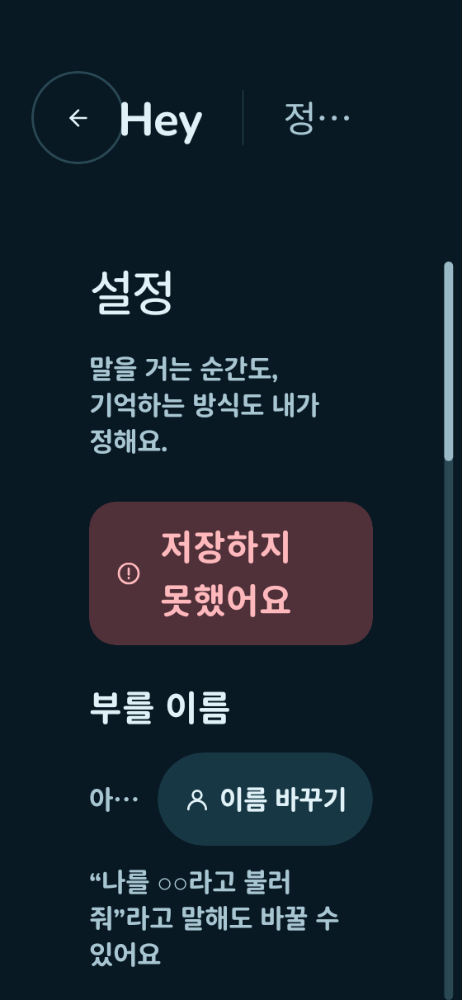 Hey
정…
설정
말을 거는 순간도,
기억하는 방식도 내가
정해요.
저장하지
못했어요
부를 이름
아…
이름 바꾸기
“나를 ○○라고 불러
줘”라고 말해도 바꿀 수
있어요